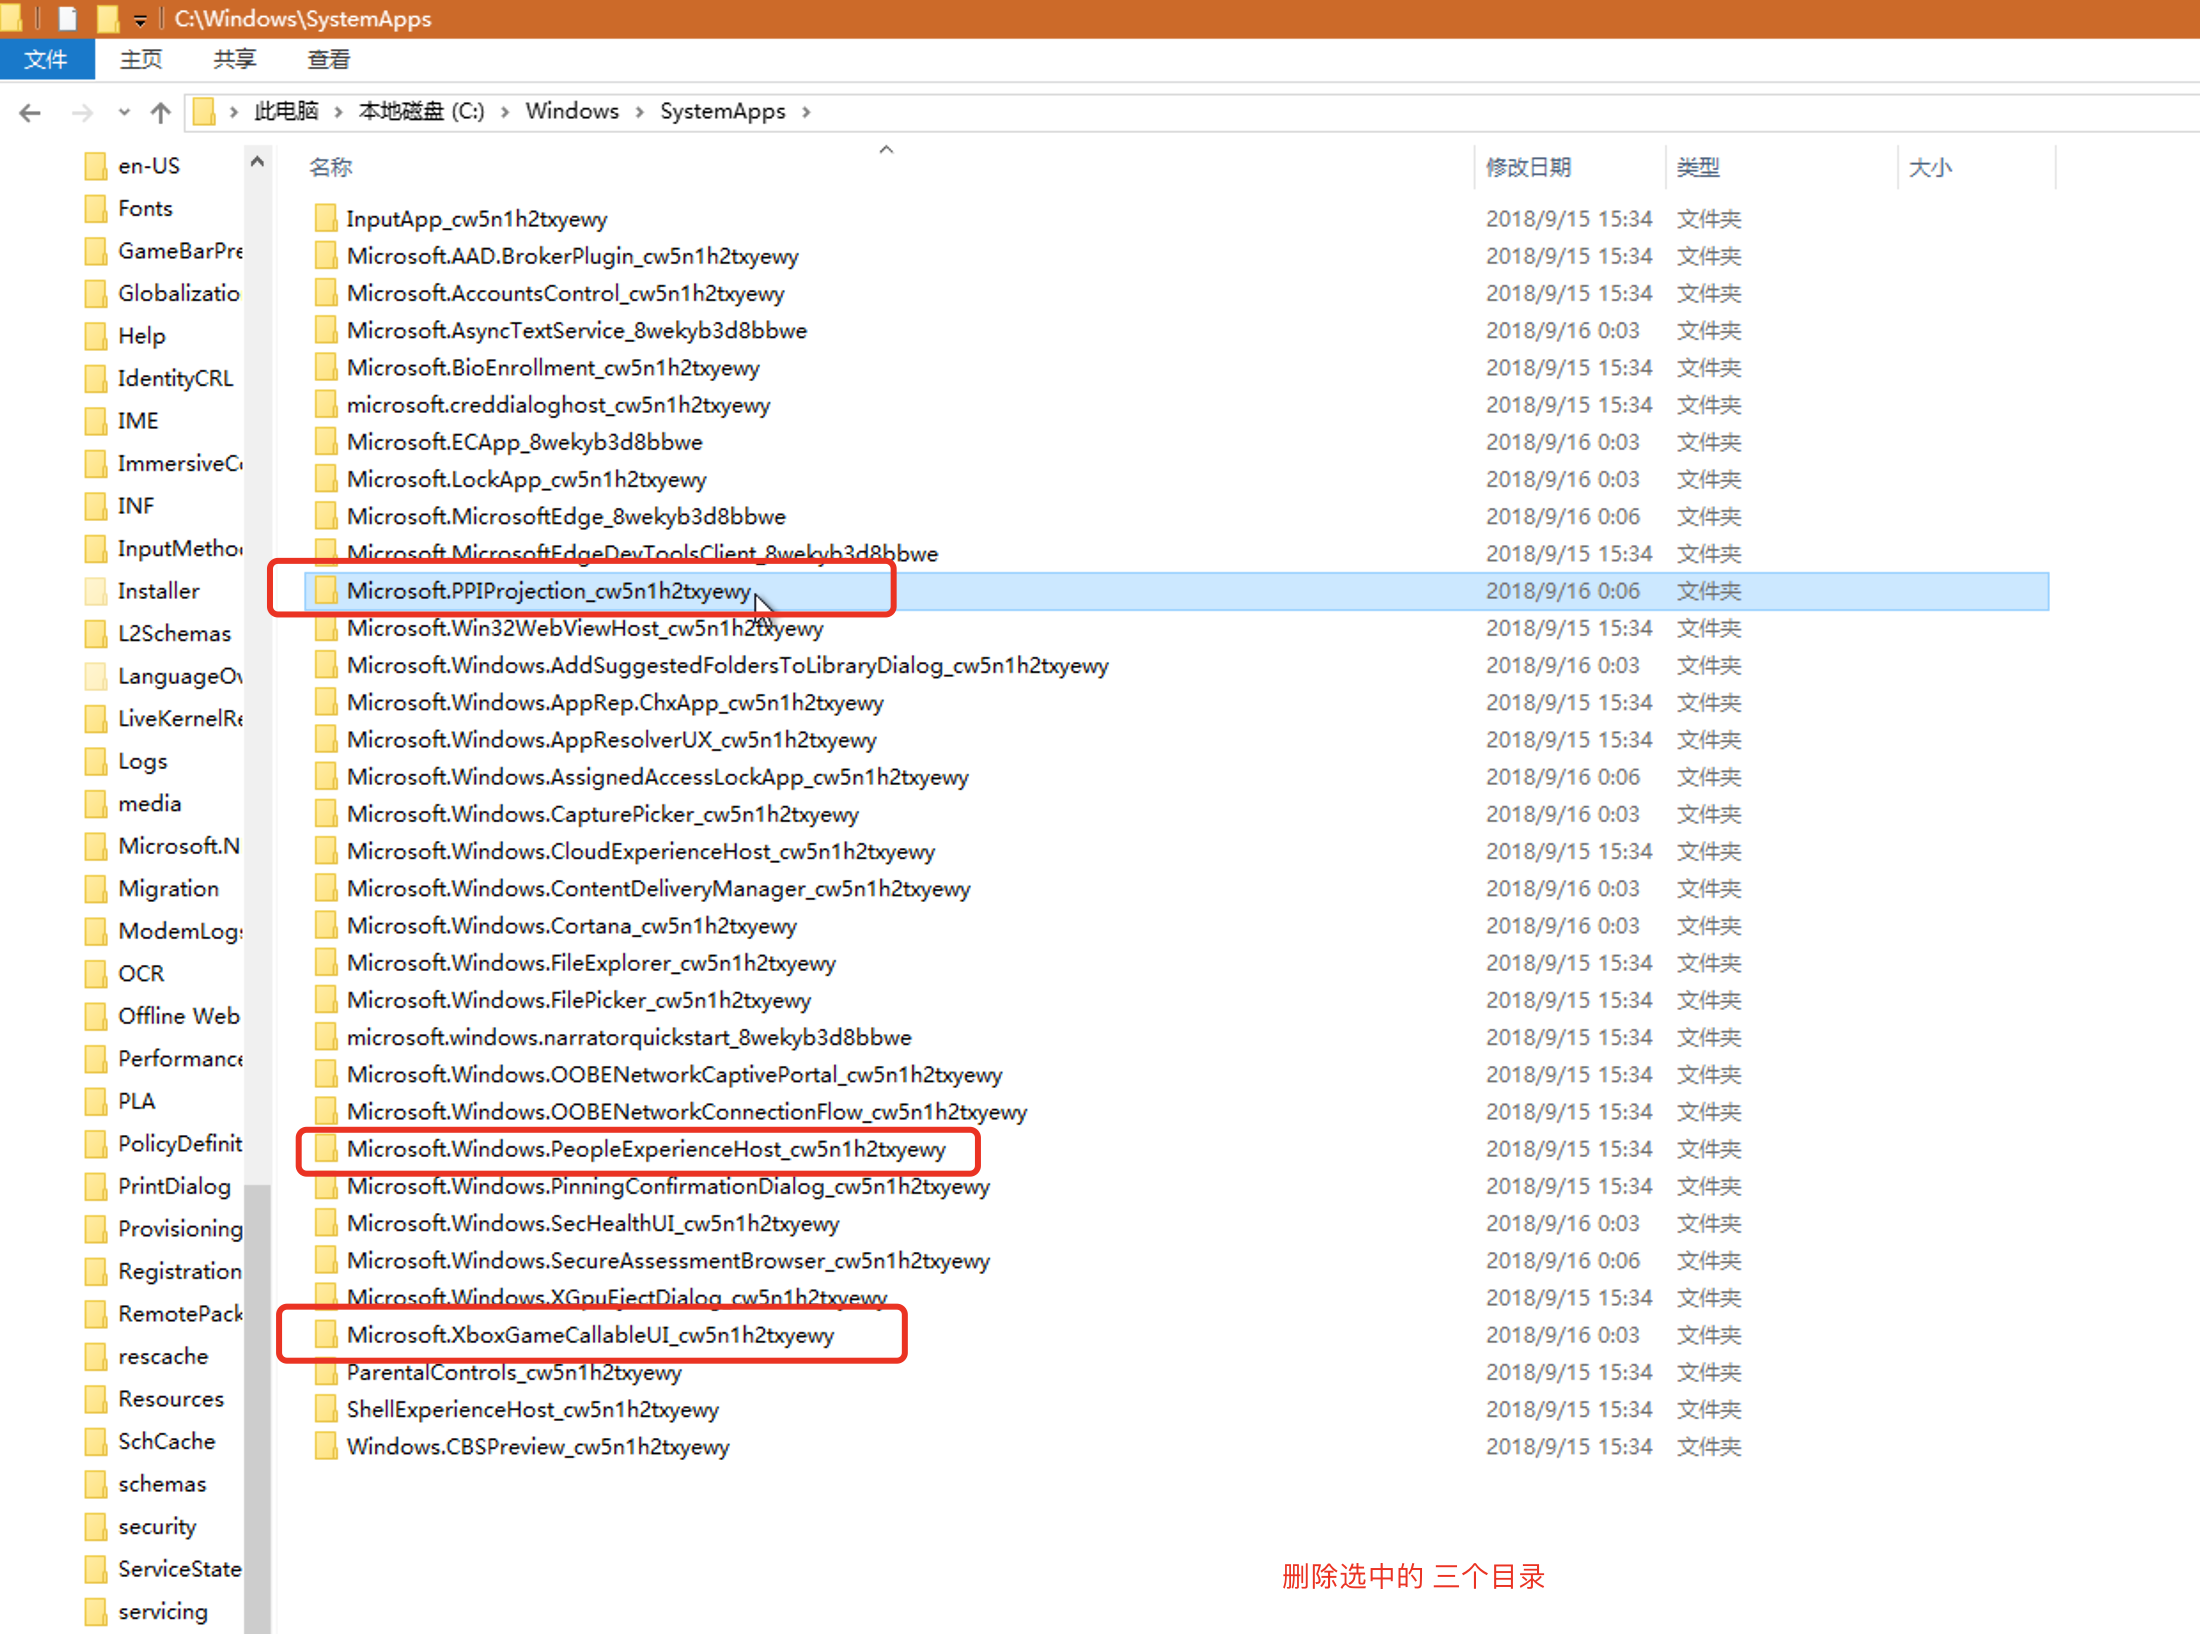 C:\Windows\SystemApps
文件 主页 共享 查看
此电脑 本地磁盘 (C:) Windows SystemApps
en-US
Fonts
GameBarPre
Globalizatio
Help
IdentityCRL
IME
ImmersiveCo
INF
InputMetho
Installer
L2Schemas
LanguageOv
LiveKernelRe
Logs
media
Microsoft.N
Migration
ModemLogs
OCR
Offline Web
Performance
PLA
PolicyDefinit
PrintDialog
Provisioning
Registration
RemotePack
rescache
Resources
SchCache
schemas
security
ServiceState
servicing
名称 修改日期 类型 大小
InputApp_cw5n1h2txyewy 2018/9/15 15:34 文件夹
Microsoft.AAD.BrokerPlugin_cw5n1h2txyewy 2018/9/15 15:34 文件夹
Microsoft.AccountsControl_cw5n1h2txyewy 2018/9/15 15:34 文件夹
Microsoft.AsyncTextService_8wekyb3d8bbwe 2018/9/16 0:03 文件夹
Microsoft.BioEnrollment_cw5n1h2txyewy 2018/9/15 15:34 文件夹
microsoft.creddialoghost_cw5n1h2txyewy 2018/9/15 15:34 文件夹
Microsoft.ECApp_8wekyb3d8bbwe 2018/9/16 0:03 文件夹
Microsoft.LockApp_cw5n1h2txyewy 2018/9/16 0:03 文件夹
Microsoft.MicrosoftEdge_8wekyb3d8bbwe 2018/9/16 0:06 文件夹
Microsoft.MicrosoftEdgeDevToolsClient_8wekyb3d8bbwe 2018/9/15 15:34 文件夹
Microsoft.PPIProjection_cw5n1h2txyewy 2018/9/16 0:06 文件夹
Microsoft.Win32WebViewHost_cw5n1h2txyewy 2018/9/15 15:34 文件夹
Microsoft.Windows.AddSuggestedFoldersToLibraryDialog_cw5n1h2txyewy 2018/9/16 0:03 文件夹
Microsoft.Windows.AppRep.ChxApp_cw5n1h2txyewy 2018/9/15 15:34 文件夹
Microsoft.Windows.AppResolverUX_cw5n1h2txyewy 2018/9/15 15:34 文件夹
Microsoft.Windows.AssignedAccessLockApp_cw5n1h2txyewy 2018/9/16 0:06 文件夹
Microsoft.Windows.CapturePicker_cw5n1h2txyewy 2018/9/16 0:03 文件夹
Microsoft.Windows.CloudExperienceHost_cw5n1h2txyewy 2018/9/15 15:34 文件夹
Microsoft.Windows.ContentDeliveryManager_cw5n1h2txyewy 2018/9/16 0:03 文件夹
Microsoft.Windows.Cortana_cw5n1h2txyewy 2018/9/16 0:03 文件夹
Microsoft.Windows.FileExplorer_cw5n1h2txyewy 2018/9/15 15:34 文件夹
Microsoft.Windows.FilePicker_cw5n1h2txyewy 2018/9/15 15:34 文件夹
microsoft.windows.narratorquickstart_8wekyb3d8bbwe 2018/9/15 15:34 文件夹
Microsoft.Windows.OOBENetworkCaptivePortal_cw5n1h2txyewy 2018/9/15 15:34 文件夹
Microsoft.Windows.OOBENetworkConnectionFlow_cw5n1h2txyewy 2018/9/15 15:34 文件夹
Microsoft.Windows.PeopleExperienceHost_cw5n1h2txyewy 2018/9/15 15:34 文件夹
Microsoft.Windows.PinningConfirmationDialog_cw5n1h2txyewy 2018/9/15 15:34 文件夹
Microsoft.Windows.SecHealthUI_cw5n1h2txyewy 2018/9/16 0:03 文件夹
Microsoft.Windows.SecureAssessmentBrowser_cw5n1h2txyewy 2018/9/16 0:06 文件夹
Microsoft.Windows.XGpuEjectDialog_cw5n1h2txyewy 2018/9/15 15:34 文件夹
Microsoft.XboxGameCallableUI_cw5n1h2txyewy 2018/9/16 0:03 文件夹
ParentalControls_cw5n1h2txyewy 2018/9/15 15:34 文件夹
ShellExperienceHost_cw5n1h2txyewy 2018/9/15 15:34 文件夹
Windows.CBSPreview_cw5n1h2txyewy 2018/9/15 15:34 文件夹
删除选中的 三个目录